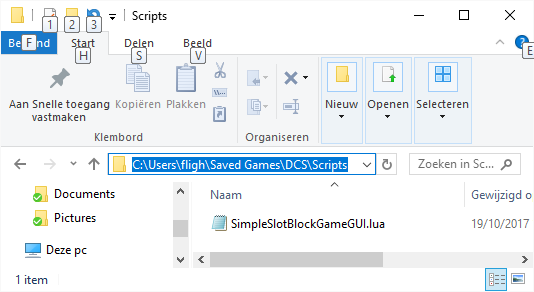 1 2 3 Scripts
Bestand Start Delen Beeld
F H S V E
Aan Snelle toegang vastmaken
Kopiëren
Plakken
Klembord
Organiseren
Nieuw
Openen
Selecteren
C:\Users\fligh\Saved Games\DCS\Scripts
Zoeken in Sc...
Documents
Pictures
Deze pc
Naam
Gewijzigd o
SimpleSlotBlockGameGUI.lua
19/10/2017
1 item